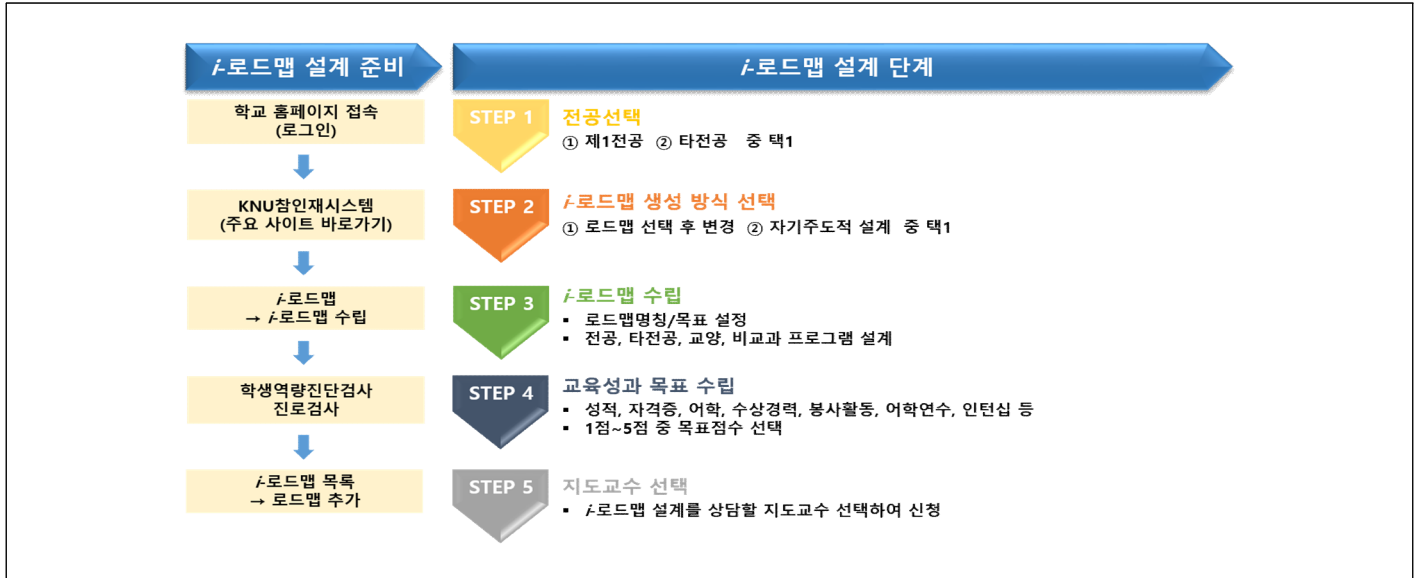 i-로드맵 설계 준비
학교 홈페이지 접속
(로그인)
KNU참인재시스템
(주요 사이트 바로가기)
i-로드맵
→ i-로드맵 수립
학생역량진단검사
진로검사
i-로드맵 목록
→ 로드맵 추가
i-로드맵 설계 단계
STEP 1
전공선택
① 제1전공 ② 타전공 중 택1
STEP 2
i-로드맵 생성 방식 선택
① 로드맵 선택 후 변경 ② 자기주도적 설계 중 택1
STEP 3
i-로드맵 수립
▪ 로드맵명칭/목표 설정
▪ 전공, 타전공, 교양, 비교과 프로그램 설계
STEP 4
교육성과 목표 수립
▪ 성적, 자격증, 어학, 수상경력, 봉사활동, 어학연수, 인턴십 등
▪ 1점~5점 중 목표점수 선택
STEP 5
지도교수 선택
▪ i-로드맵 설계를 상담할 지도교수 선택하여 신청